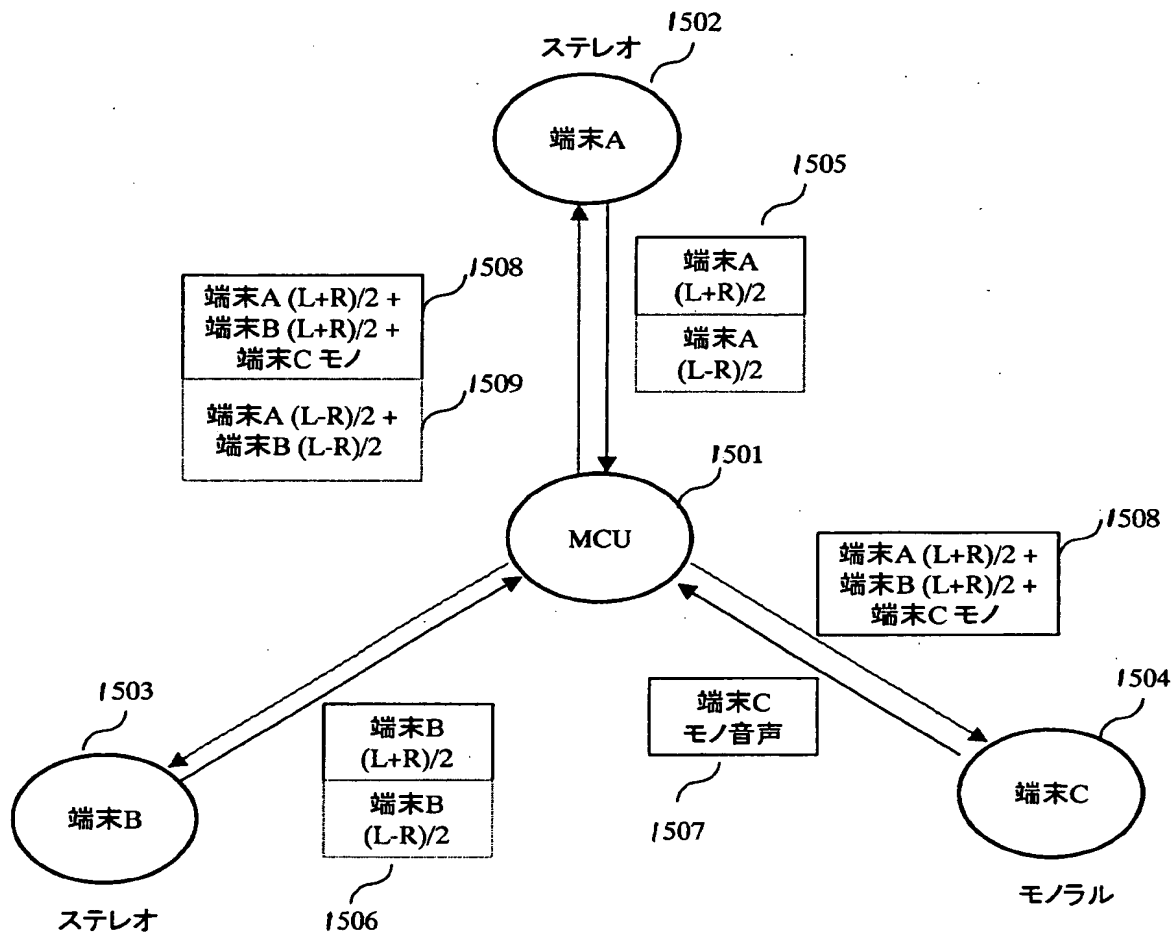 1502
ステレオ
端末A
1505
端末A
(L+R)/2
端末A
(L-R)/2
1508
端末A (L+R)/2 +
端末B (L+R)/2 +
端末C モノ
1509
端末A (L-R)/2 +
端末B (L-R)/2
1501
MCU
1508
端末A (L+R)/2 +
端末B (L+R)/2 +
端末C モノ
1503
端末B
ステレオ
端末B
(L+R)/2
端末B
(L-R)/2
1506
端末C
モノ音声
1507
1504
端末C
モノラル